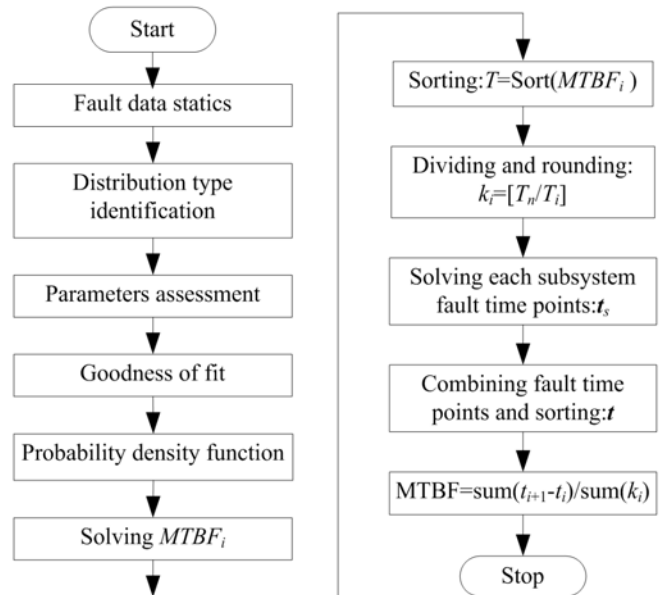 Start
Fault data statics
Distribution type
identification
Parameters assessment
Goodness of fit
Probability density function
Solving MTBFᵢ
Sorting:T=Sort(MTBFᵢ )
Dividing and rounding:
kᵢ=[Tₙ/Tᵢ]
Solving each subsystem
fault time points:tₛ
Combining fault time
points and sorting:t
MTBF=sum(tᵢ₊₁-tᵢ)/sum(kᵢ)
Stop